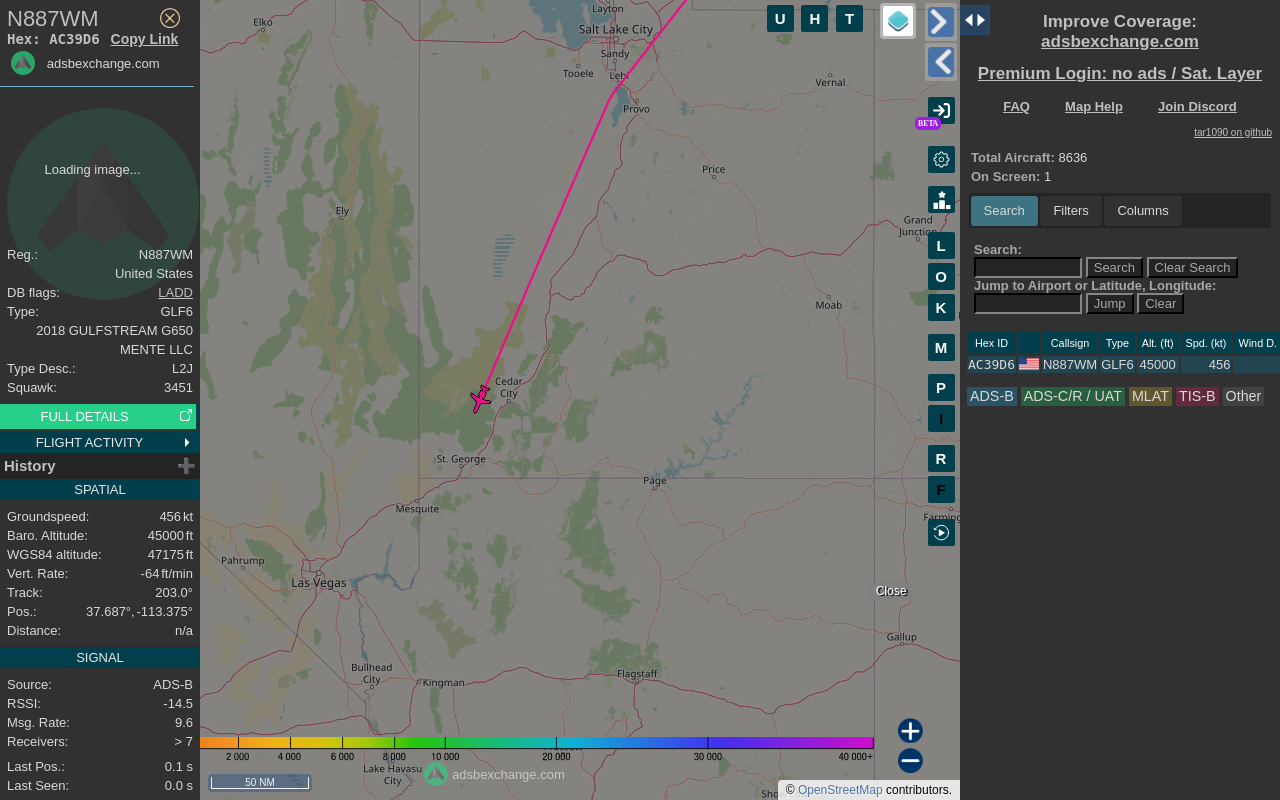 N887WM
Hex: AC39D6 Copy Link
adsbexchange.com
Loading image...
Reg.: N887WM
United States
DB flags: LADD
Type: GLF6
2018 GULFSTREAM G650
MENTE LLC
Type Desc.: L2J
Squawk: 3451
FULL DETAILS
FLIGHT ACTIVITY
History
SPATIAL
Groundspeed: 456 kt
Baro. Altitude: 45000 ft
WGS84 altitude: 47175 ft
Vert. Rate: -64 ft/min
Track: 203.0°
Pos.: 37.687°, -113.375°
Distance: n/a
SIGNAL
Source: ADS-B
RSSI: -14.5
Msg. Rate: 9.6
Receivers: > 7
Last Pos.: 0.1 s
Last Seen: 0.0 s
Layton
Elko
Salt Lake City
Sandy
Tooele
Lehi
Vernal
Provo
Price
Ely
Grand
Junction
Moab
Cedar
City
St. George
Page
Mesquite
Farming
Pahrump
Las Vegas
Close
Gallup
Bullhead
City
Kingman
Flagstaff
2 000 4 000 6 000 8 000 10 000 20 000 30 000 40 000+
Lake Havasu
City
adsbexchange.com
50 NM
Sho
© OpenStreetMap contributors.
U H T
BETA
L
O
K
M
P
I
R
F
Improve Coverage:
adsbexchange.com
Premium Login: no ads / Sat. Layer
FAQ Map Help Join Discord
tar1090 on github
Total Aircraft: 8636
On Screen: 1
Search Filters Columns
Search:
Search Clear Search
Jump to Airport or Latitude, Longitude:
Jump Clear
Hex ID Callsign Type Alt. (ft) Spd. (kt) Wind D.
AC39D6 N887WM GLF6 45000 456
ADS-B ADS-C/R / UAT MLAT TIS-B Other